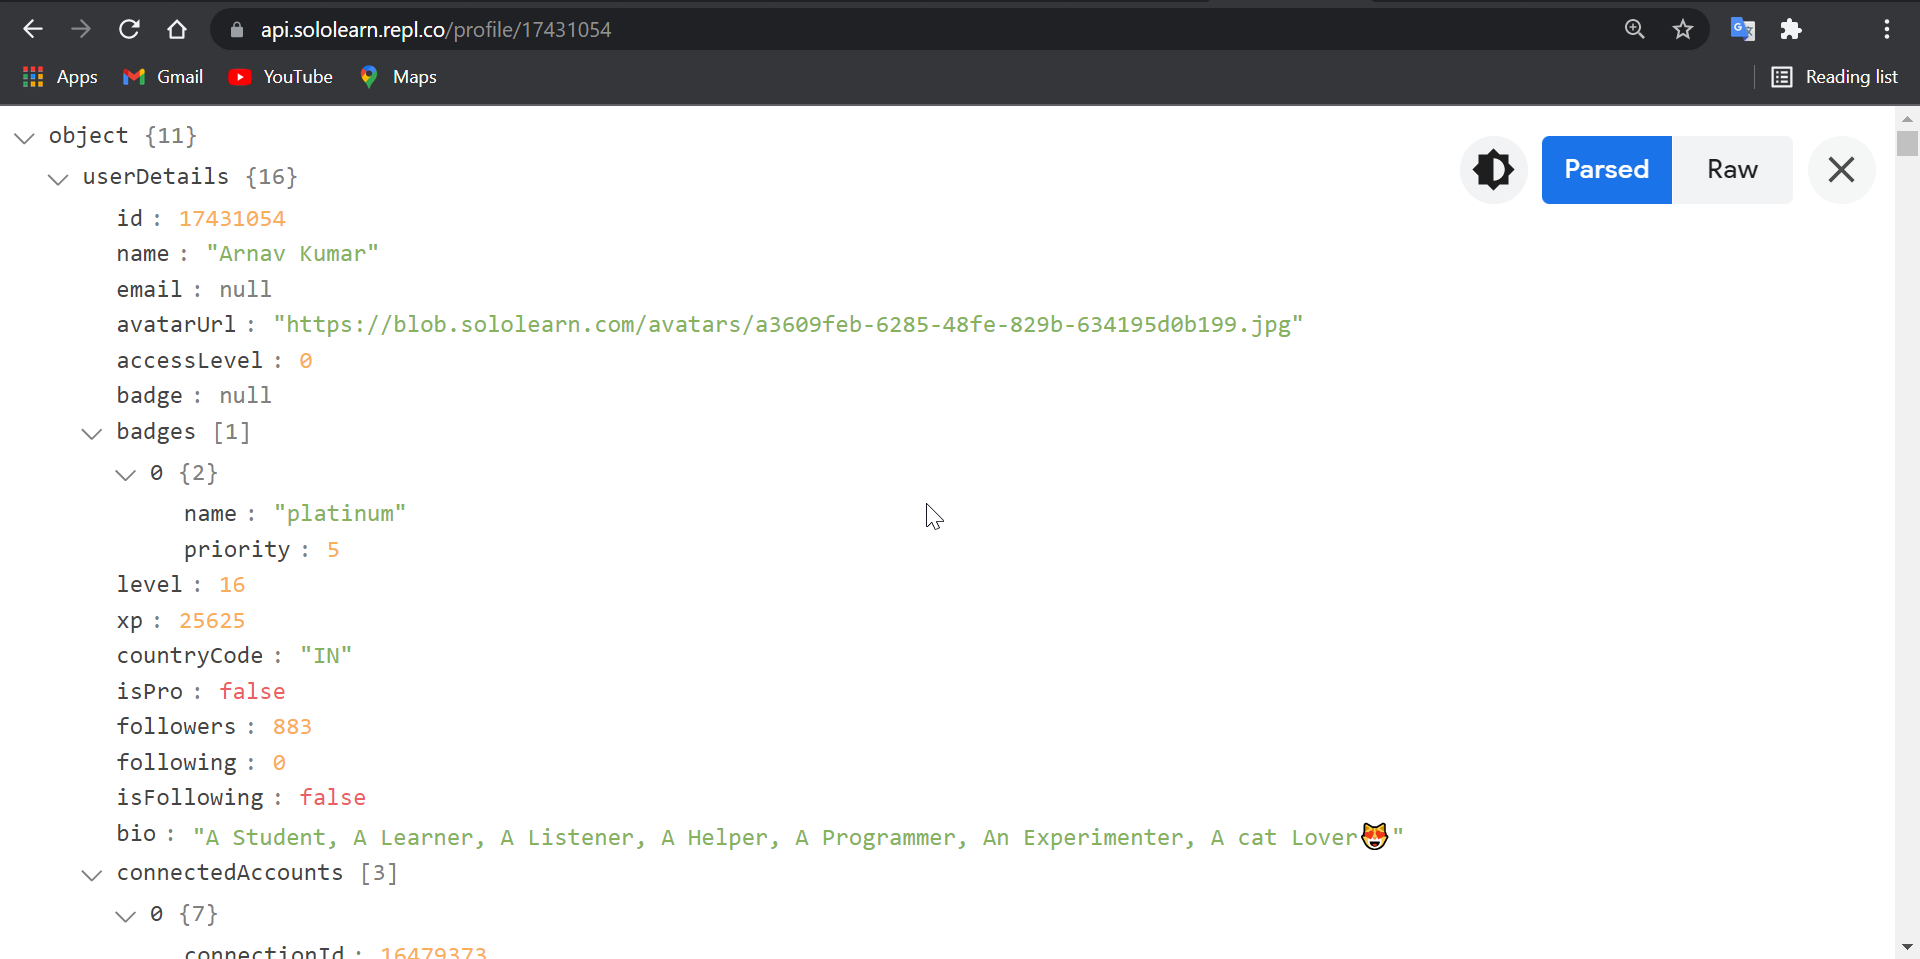 api.sololearn.repl.co/profile/17431054
Apps Gmail YouTube Maps Reading list
object {11}
Parsed Raw
userDetails {16}
id : 17431054
name : "Arnav Kumar"
email : null
avatarUrl : "https://blob.sololearn.com/avatars/a3609feb-6285-48fe-829b-634195d0b199.jpg"
accessLevel : 0
badge : null
badges [1]
0 {2}
name : "platinum"
priority : 5
level : 16
xp : 25625
countryCode : "IN"
isPro : false
followers : 883
following : 0
isFollowing : false
bio : "A Student, A Learner, A Listener, A Helper, A Programmer, An Experimenter, A cat Lover😻"
connectedAccounts [3]
0 {7}
connectionId : 16479373